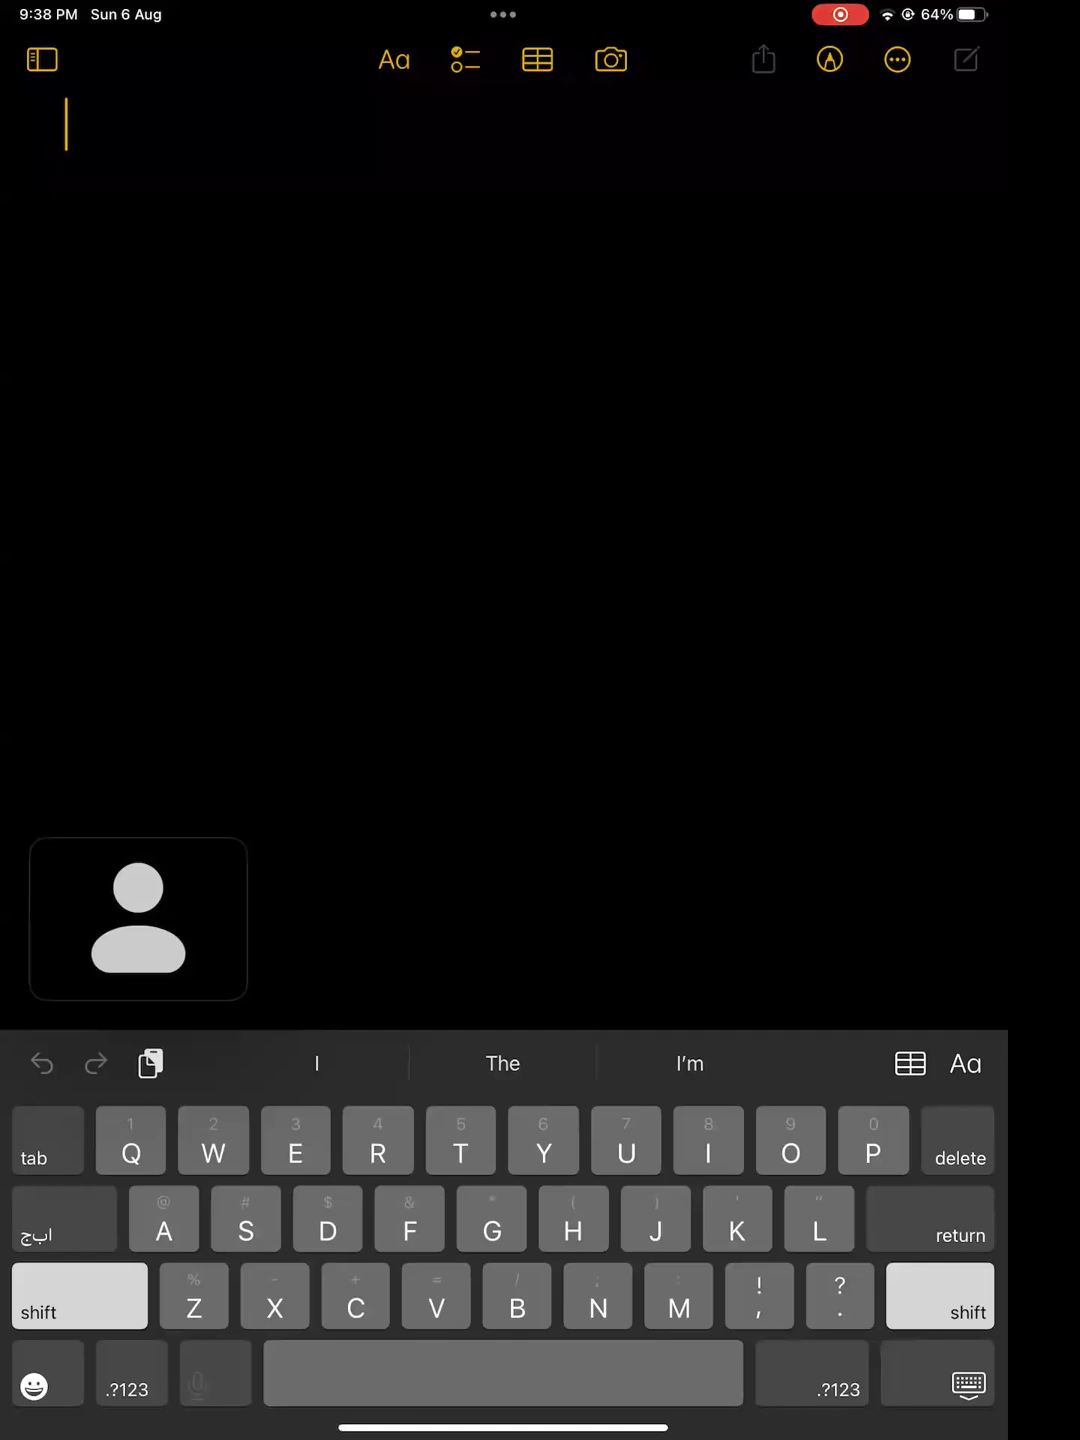 9:38 PM Sun 6 Aug 64%
Aa
I The I'm Aa
1 2 3 4 5 6 7 8 9 0
tab Q W E R T Y U I O P delete
@ # $ & * ( ) ' "
ابج A S D F G H J K L return
% - + = / ; : ! ?
shift Z X C V B N M , . shift
.?123 .?123